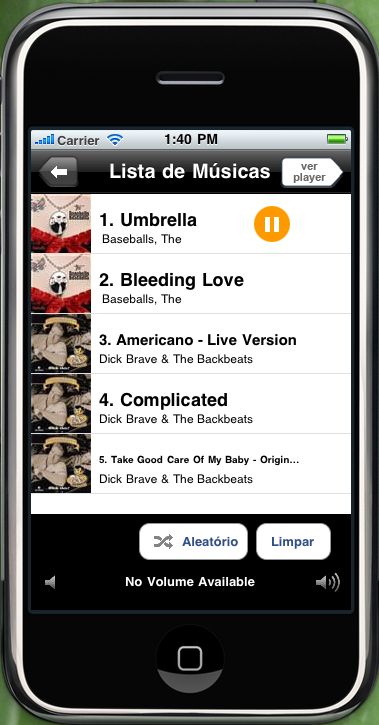 Carrier 1:40 PM
Lista de Músicas
ver
player
1. Umbrella
Baseballs, The
2. Bleeding Love
Baseballs, The
3. Americano - Live Version
Dick Brave & The Backbeats
4. Complicated
Dick Brave & The Backbeats
5. Take Good Care Of My Baby - Origin...
Dick Brave & The Backbeats
Aleatório Limpar
No Volume Available